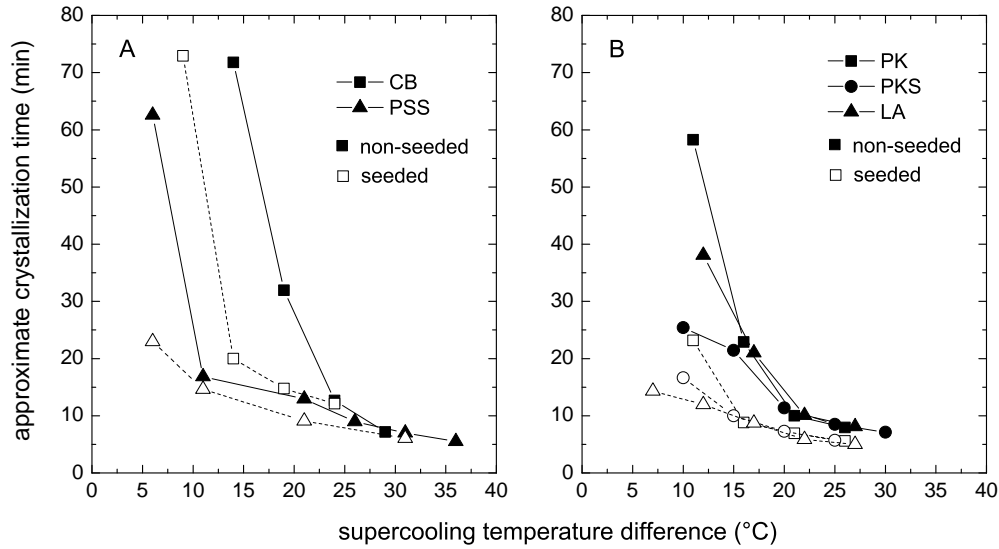 approximate crystallization time (min)
A
CB
PSS
non-seeded
seeded
80
70
60
50
40
30
20
10
0
0 5 10 15 20 25 30 35 40
B
PK
PKS
LA
non-seeded
seeded
80
70
60
50
40
30
20
10
0
0 5 10 15 20 25 30 35 40
supercooling temperature difference (°C)